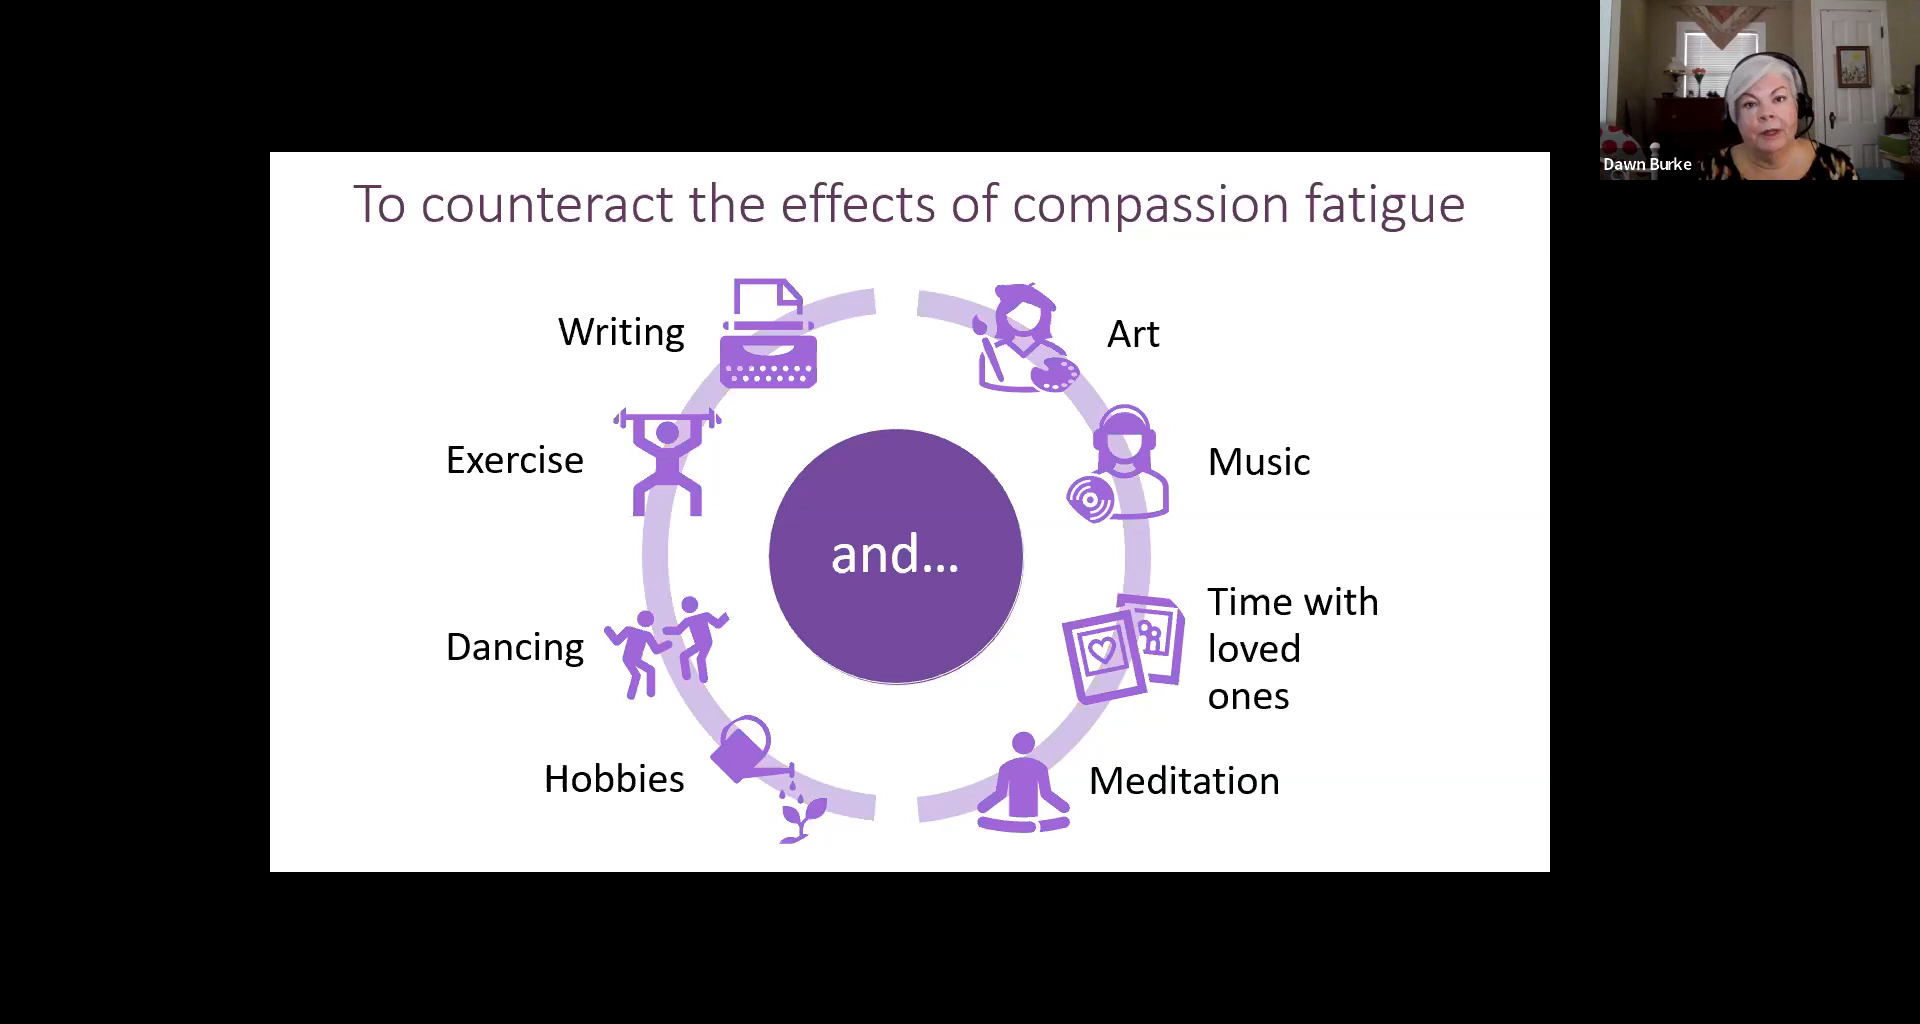 To counteract the effects of compassion fatigue
Writing
Art
Exercise
Music
and...
Dancing
Time with
loved
ones
Hobbies
Meditation
Dawn Burke